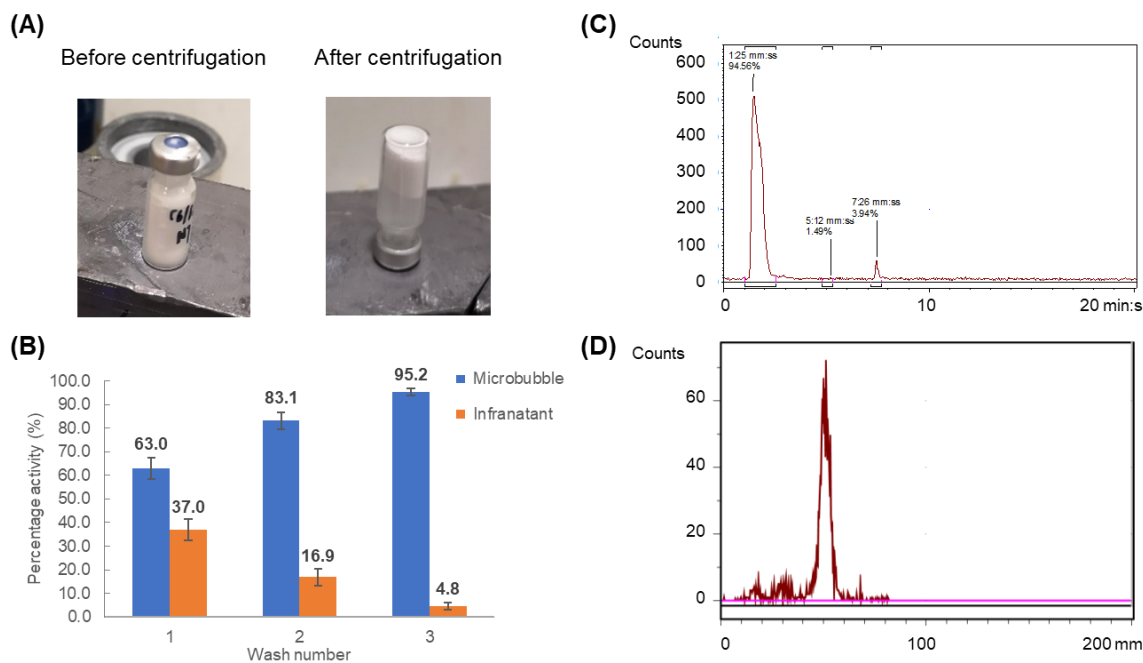 (A)
Before centrifugation
After centrifugation
(B)
Percentage activity (%)
100.0
90.0
80.0
70.0
60.0
50.0
40.0
30.0
20.0
10.0
0.0
63.0
37.0
83.1
16.9
95.2
4.8
Microbubble
Infranatant
1
2
3
Wash number
(C)
Counts
600
500
400
300
200
100
0
1:25 mm:ss
94.56%
5:12 mm:ss
1.49%
7:26 mm:ss
3.94%
0
10
20 min:s
(D)
Counts
60
40
20
0
0
100
200 mm